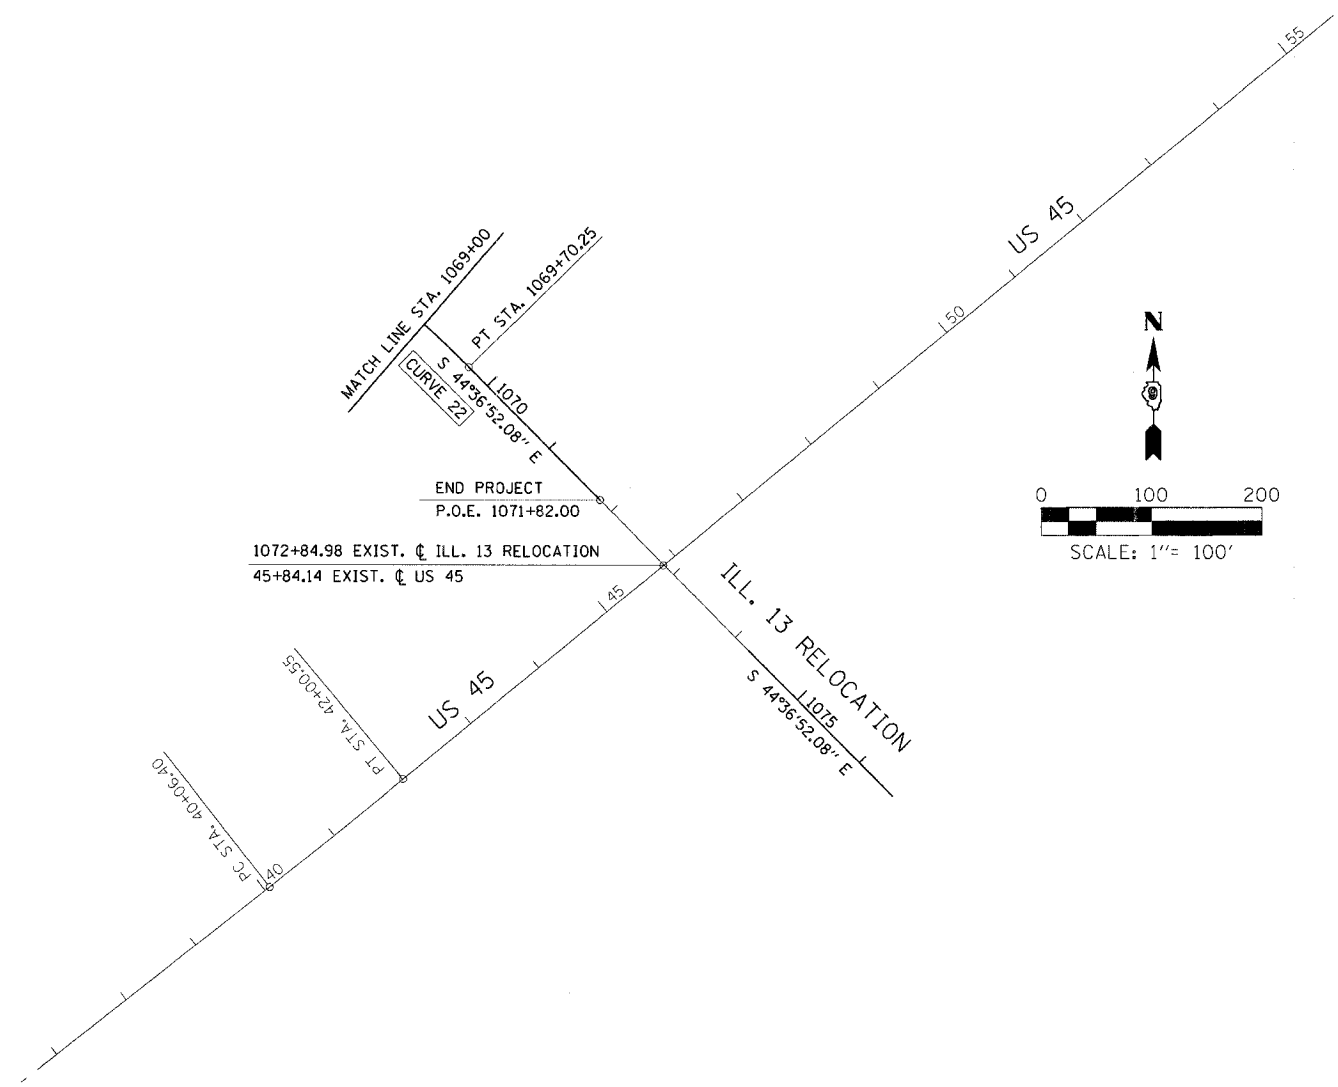 55
US 45
MATCH LINE STA. 1069+00
PT STA. 1069+70.25
50
N
S 44°36'52.08" E
CURVE 22
1070
END PROJECT
P.O.E. 1071+82.00
0 100 200
SCALE: 1"= 100'
1072+84.98 EXIST. ℄ ILL. 13 RELOCATION
45+84.14 EXIST. ℄ US 45
45
ILL. 13 RELOCATION
PT STA. 42+00.55
US 45
S 44°36'52.08" E
1075
PC STA. 40+06.40
40